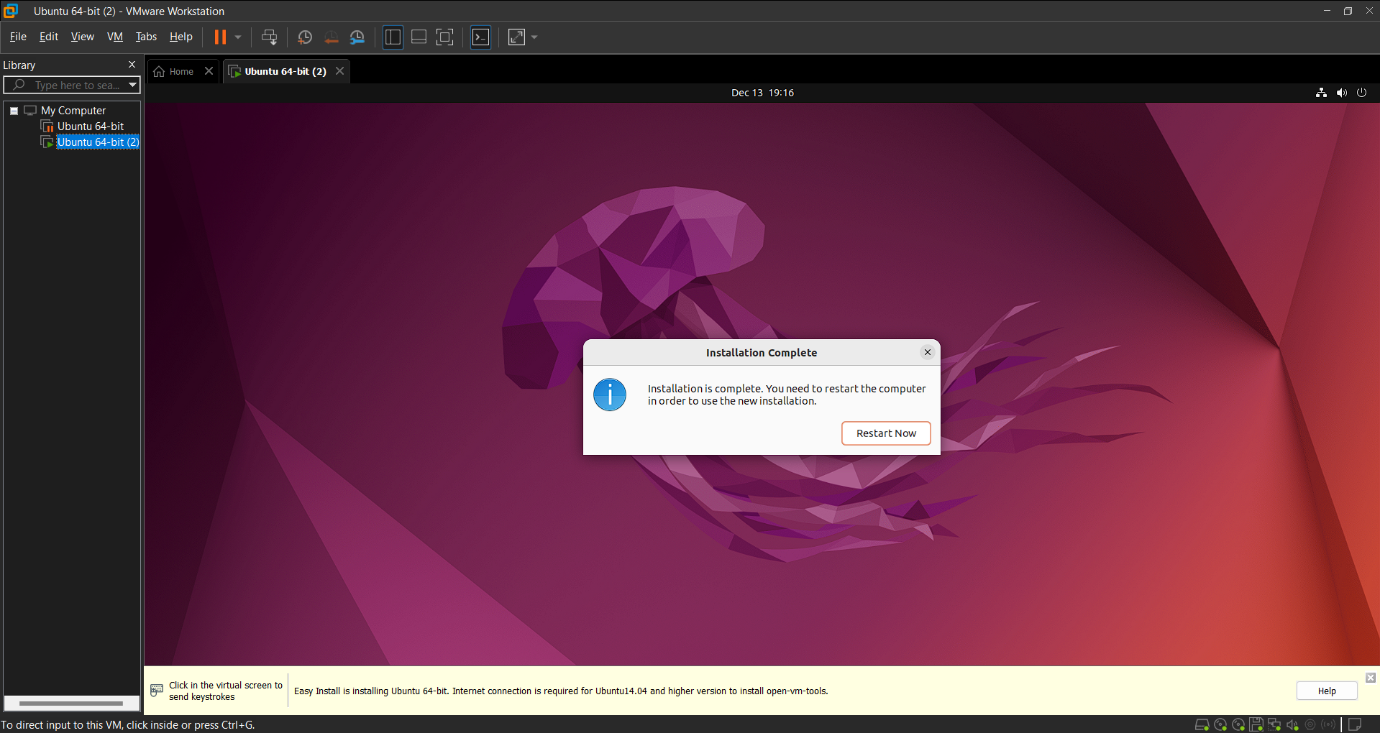 Ubuntu 64-bit (2) - VMware Workstation
File Edit View VM Tabs Help
Library
Type here to sea...
My Computer
Ubuntu 64-bit
Ubuntu 64-bit (2)
Home
Ubuntu 64-bit (2)
Dec 13 19:16
Installation Complete
Installation is complete. You need to restart the computer
in order to use the new installation.
Restart Now
Click in the virtual screen to
send keystrokes
Easy Install is installing Ubuntu 64-bit. Internet connection is required for Ubuntu14.04 and higher version to install open-vm-tools.
Help
To direct input to this VM, click inside or press Ctrl+G.